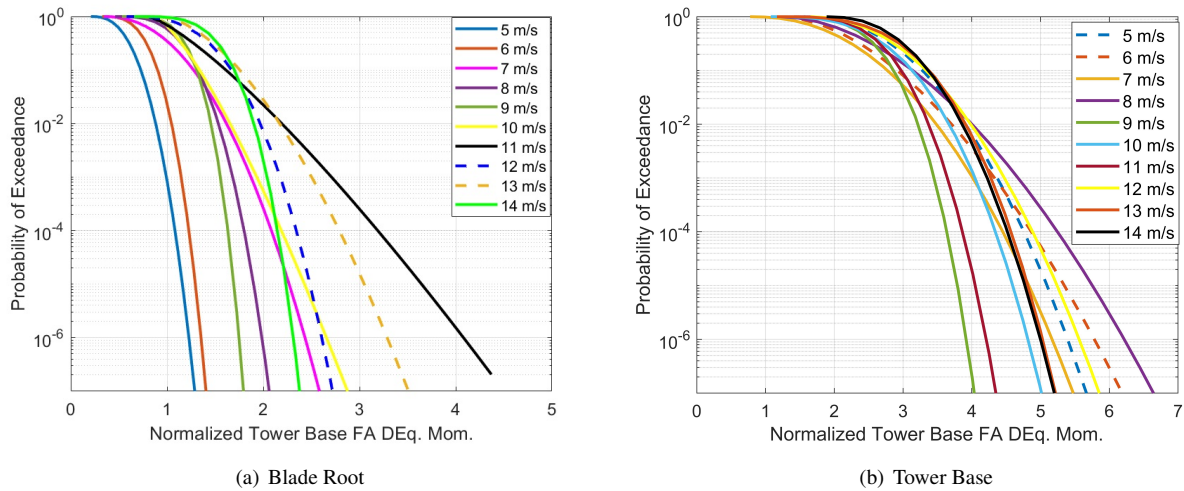 Probability of Exceedance
10^0
10^-2
10^-4
10^-6
0 1 2 3 4 5
Normalized Tower Base FA DEq. Mom.
5 m/s
6 m/s
7 m/s
8 m/s
9 m/s
10 m/s
11 m/s
12 m/s
13 m/s
14 m/s
(a) Blade Root
Probability of Exceedance
10^0
10^-2
10^-4
10^-6
0 1 2 3 4 5 6 7
Normalized Tower Base FA DEq. Mom.
5 m/s
6 m/s
7 m/s
8 m/s
9 m/s
10 m/s
11 m/s
12 m/s
13 m/s
14 m/s
(b) Tower Base